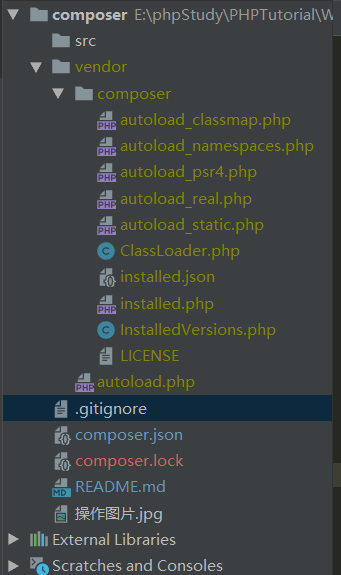 composer E:\phpStudy\PHPTutorial\W
src
vendor
composer
autoload_classmap.php
autoload_namespaces.php
autoload_psr4.php
autoload_real.php
autoload_static.php
ClassLoader.php
installed.json
installed.php
InstalledVersions.php
LICENSE
autoload.php
.gitignore
composer.json
composer.lock
README.md
操作图片.jpg
External Libraries
Scratches and Consoles